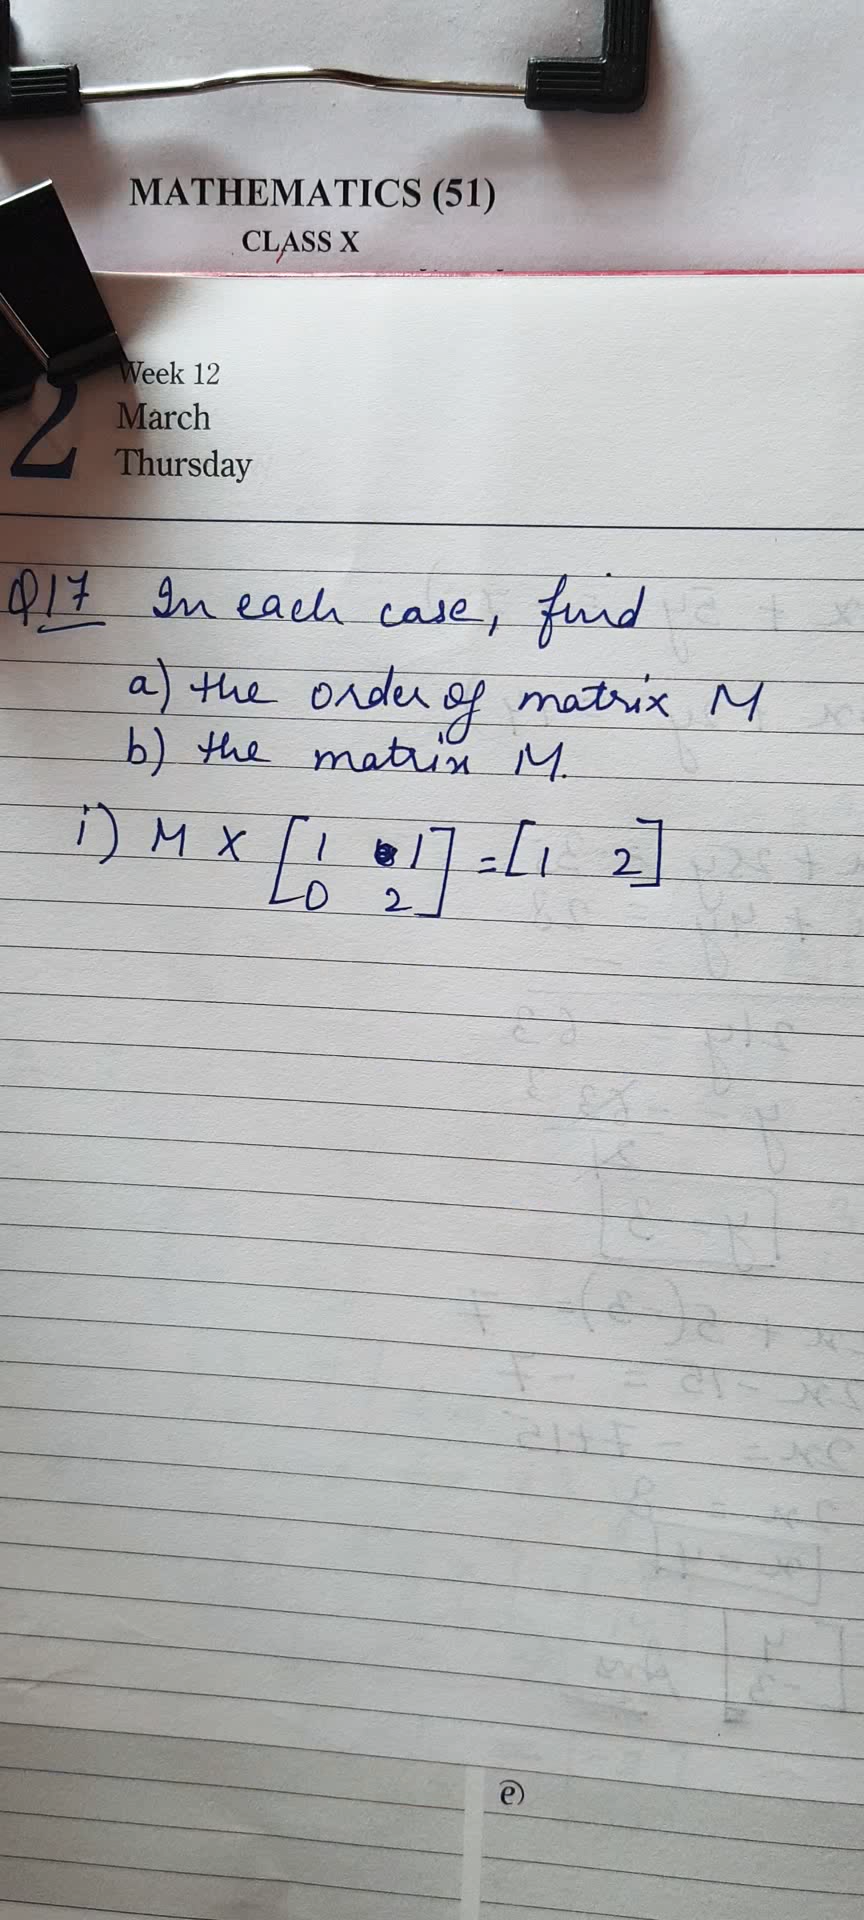 MATHEMATICS (51)
CLASS X
2
Week 12
March
Thursday
Q17 In each case, find
a) the order of matrix M
b) the matrix M.
i) M X [1 1] = [1 2]
[0 2]
e)